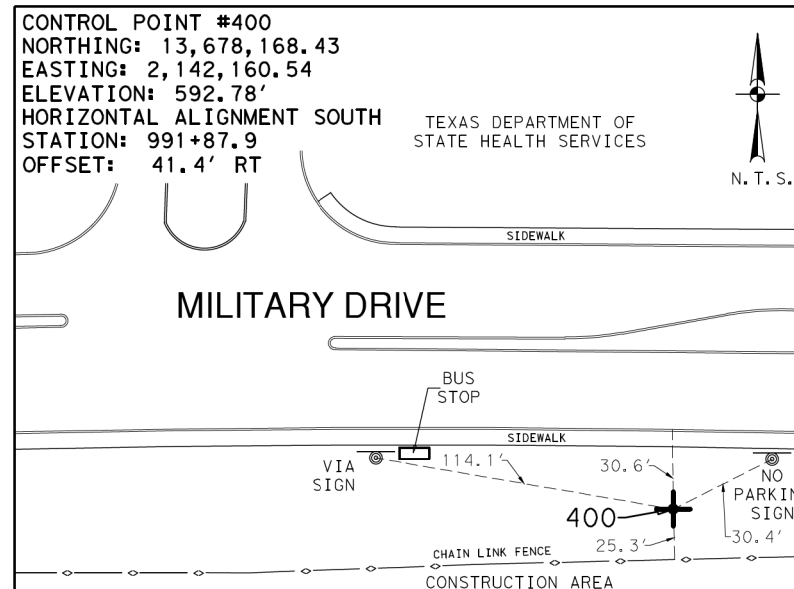 CONTROL POINT #400
NORTHING: 13,678,168.43
EASTING: 2,142,160.54
ELEVATION: 592.78'
HORIZONTAL ALIGNMENT SOUTH
STATION: 991+87.9
OFFSET: 41.4' RT
TEXAS DEPARTMENT OF
STATE HEALTH SERVICES
N.T.S.
SIDEWALK
MILITARY DRIVE
BUS
STOP
SIDEWALK
VIA
SIGN
114.1'
30.6'
NO
PARKIN
SIGN
400
30.4'
25.3'
CHAIN LINK FENCE
CONSTRUCTION AREA